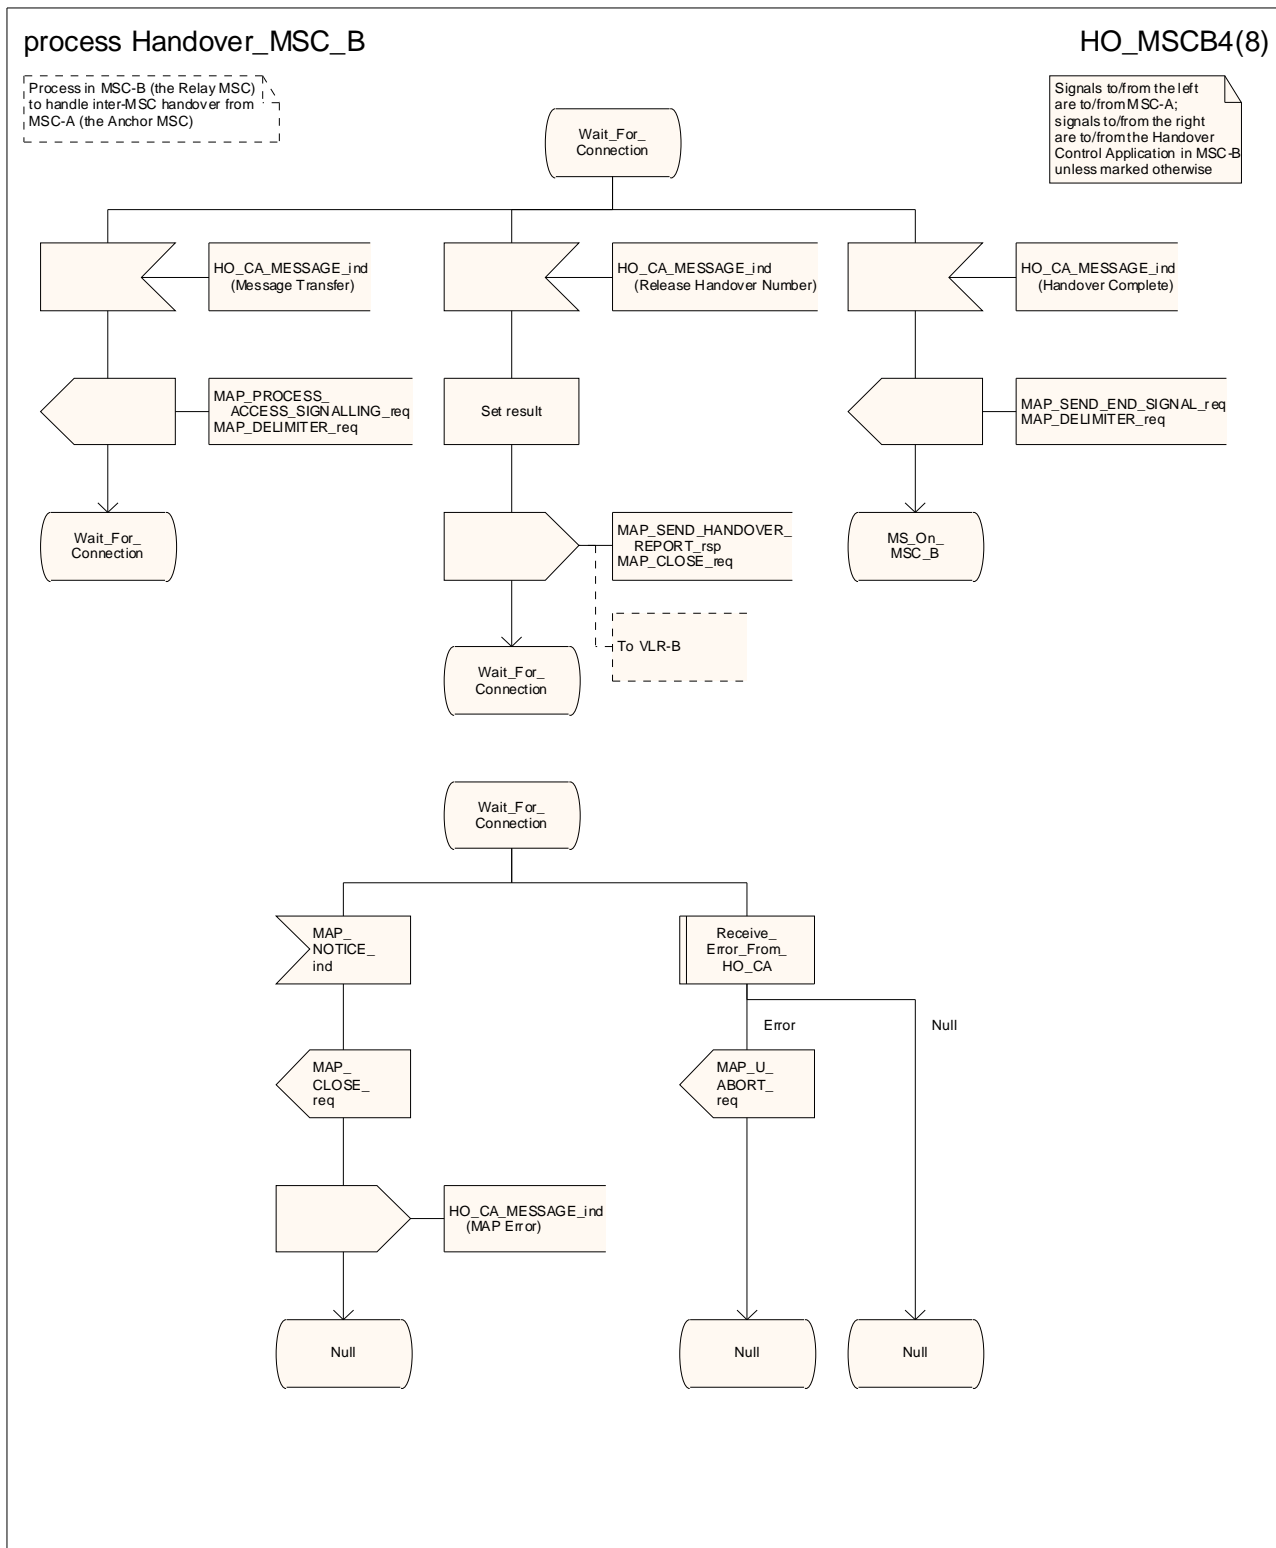 process Handover_MSC_B
HO_MSCB4(8)
Process in MSC-B (the Relay MSC)
to handle inter-MSC handover from
MSC-A (the Anchor MSC)
Signals to/from the left
are to/from MSC-A;
signals to/from the right
are to/from the Handover
Control Application in MSC-B
unless marked otherwise
Wait_For_
Connection
HO_CA_MESSAGE_ind
(Message Transfer)
HO_CA_MESSAGE_ind
(Release Handover Number)
HO_CA_MESSAGE_ind
(Handover Complete)
MAP_PROCESS_
ACCESS_SIGNALLING_req
MAP_DELIMITER_req
Set result
MAP_SEND_END_SIGNAL_req
MAP_DELIMITER_req
Wait_For_
Connection
MAP_SEND_HANDOVER_
REPORT_rsp
MAP_CLOSE_req
MS_On_
MSC_B
To VLR-B
Wait_For_
Connection
Wait_For_
Connection
MAP_
NOTICE_
ind
Receive_
Error_From_
HO_CA
Error
Null
MAP_
CLOSE_
req
MAP_U_
ABORT_
req
HO_CA_MESSAGE_ind
(MAP Error)
Null
Null
Null